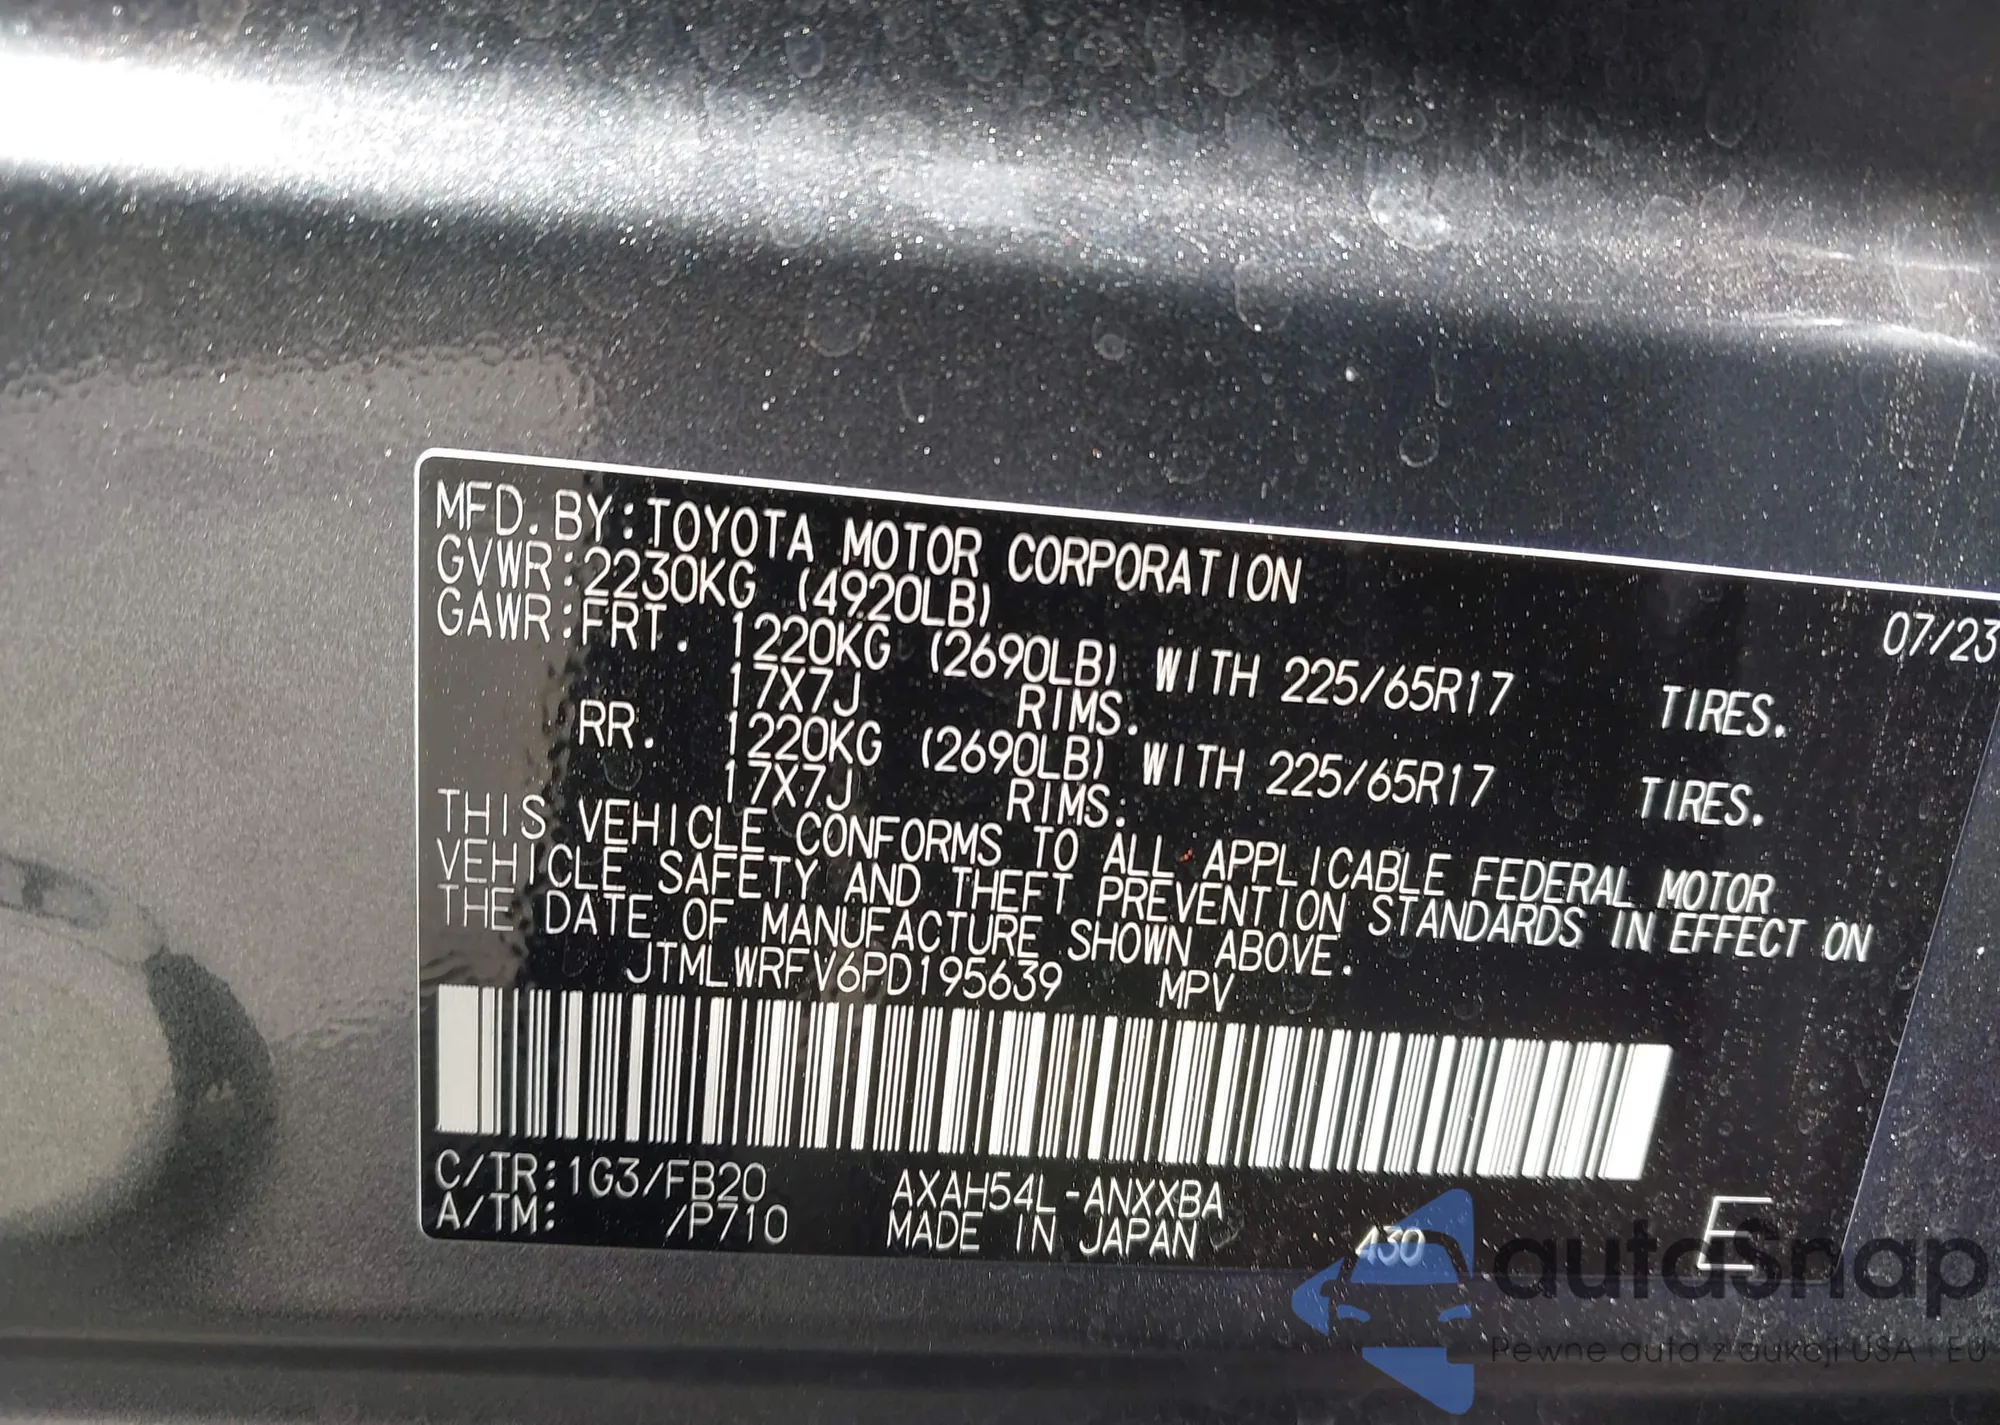 MFD. BY: TOYOTA MOTOR CORPORATION 07/23
GVWR: 2230KG (4920LB)
GAWR: FRT. 1220KG (2690LB) WITH 225/65R17 TIRES.
17X7J RIMS.
RR. 1220KG (2690LB) WITH 225/65R17 TIRES.
17X7J RIMS.
THIS VEHICLE CONFORMS TO ALL APPLICABLE FEDERAL MOTOR
VEHICLE SAFETY AND THEFT PREVENTION STANDARDS IN EFFECT ON
THE DATE OF MANUFACTURE SHOWN ABOVE.
JTMLWRFV6PD195639 MPV
C/TR: 1G3/FB20 AXAH54L-ANXXBA
A/TM: /P710 MADE IN JAPAN A30 E
autasnap
Pewne auta z aukcji USA i EU